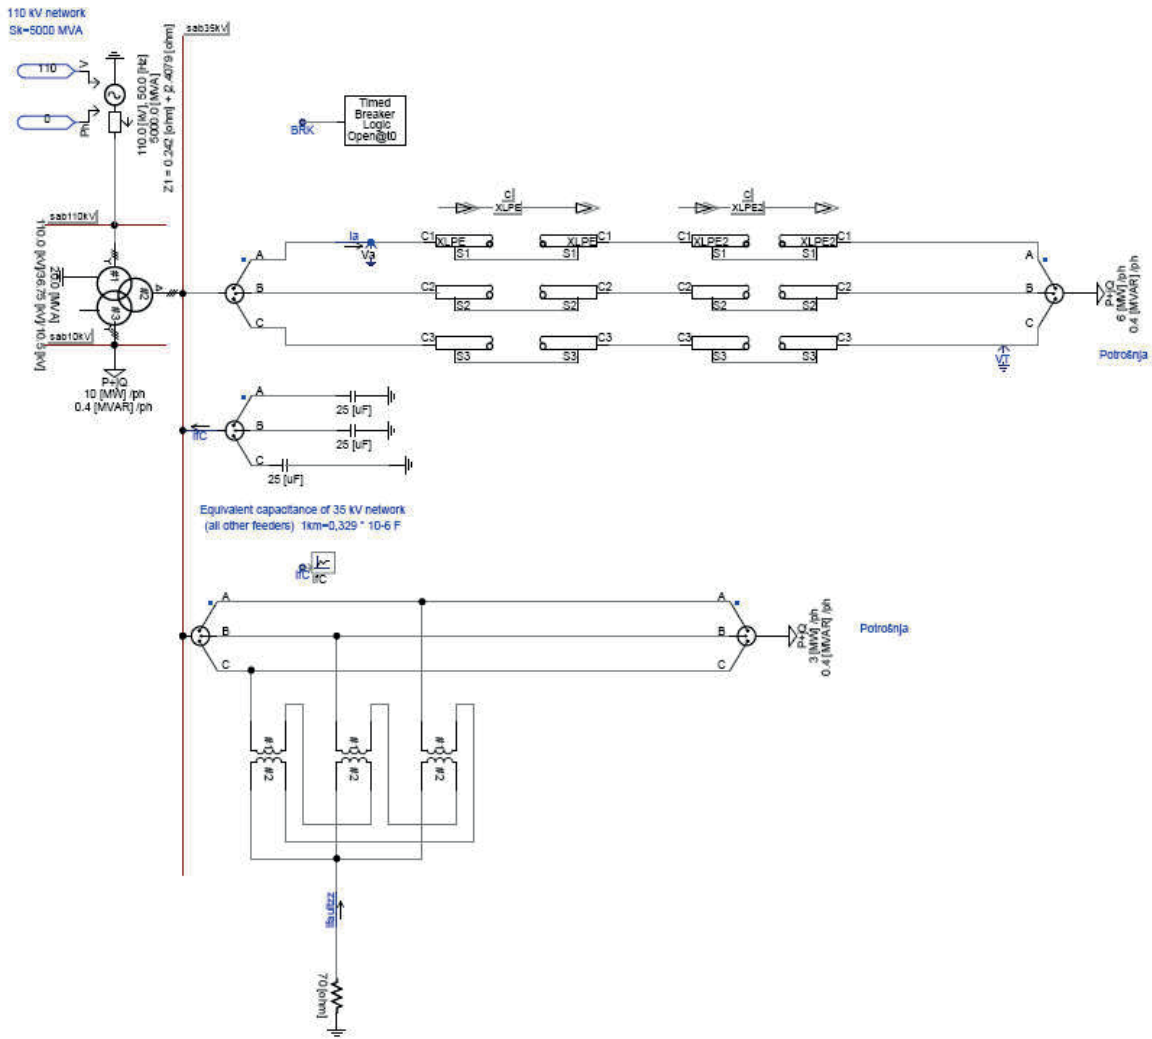 110 kV network
Sk=5000 MVA
110
V
0
Ph
110.0 [kV], 50.0 [Hz]
5000.0 [MVA]
Z1 = 0.242 [ohm] + j2.4079 [ohm]
sab35kV
sab110kV
110.0 [kV]/36.75 [kV]/10.5 [kV]
#1
#2
#3
sab10kV
P+jQ
10 [MW] /ph
0.4 [MVAR] /ph
BRK
Timed
Breaker
Logic
Open@t0
A
B
C
Ia
Va
C
XLPE
C
XLPE2
C1
XLPE
S1
XLPE
C1
S1
C1
XLPE2
S1
XLPE2
C1
S1
C2
S2
C2
S2
C2
S2
C2
S2
C3
S3
C3
S3
C3
S3
C3
S3
A
B
C
VT
P+jQ
6 [MW] /ph
0.4 [MVAR] /ph
Potrošnja
IfC
A
B
C
25 [uF]
25 [uF]
25 [uF]
Equivalent capacitance of 35 kV network
(all other feeders) 1km=0,329 * 10-6 F
IfC
IfC
A
B
C
A
B
C
P+jQ
3 [MW] /ph
0.4 [MVAR] /ph
Potrošnja
#1
#2
#1
#2
#1
#2
Ifaultzz
70 [ohm]